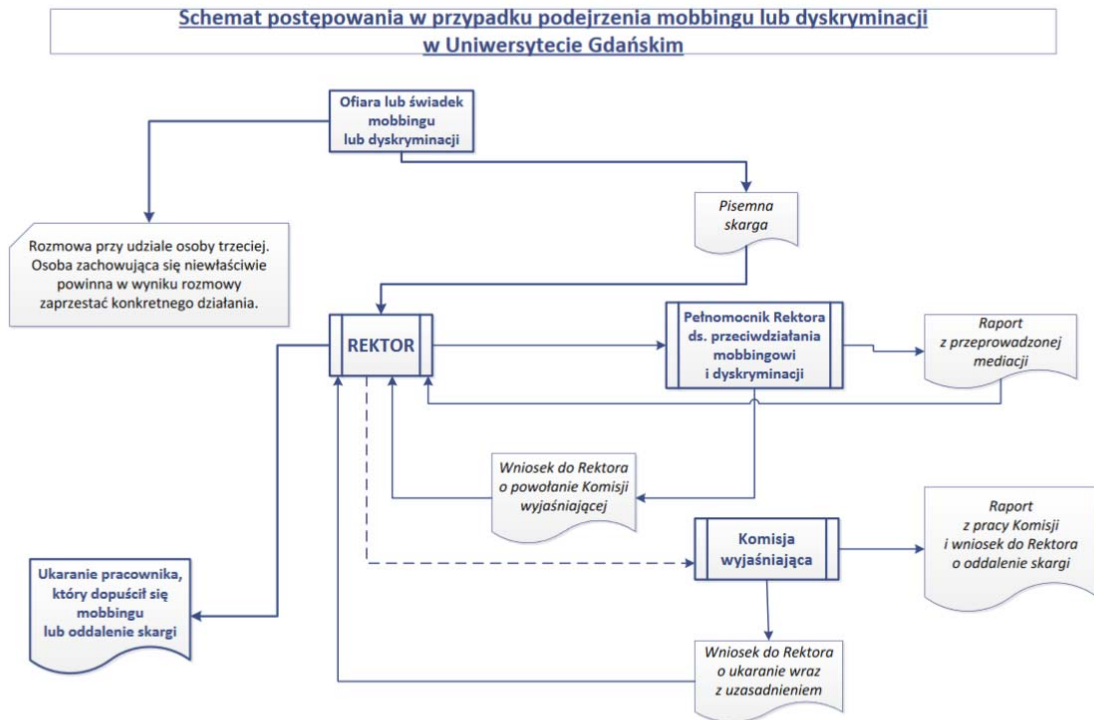 Schemat postępowania w przypadku podejrzenia mobbingu lub dyskryminacji
w Uniwersytecie Gdańskim
Ofiara lub świadek
mobbingu
lub dyskryminacji
Pisemna
skarga
Rozmowa przy udziale osoby trzeciej.
Osoba zachowująca się niewłaściwie
powinna w wyniku rozmowy
zaprzestać konkretnego działania.
REKTOR
Pełnomocnik Rektora
ds. przeciwdziałania
mobbingowi
i dyskryminacji
Raport
z przeprowadzonej
mediacji
Wniosek do Rektora
o powołanie Komisji
wyjaśniającej
Komisja
wyjaśniająca
Raport
z pracy Komisji
i wniosek do Rektora
o oddalenie skargi
Ukaranie pracownika,
który dopuścił się
mobbingu
lub oddalenie skargi
Wniosek do Rektora
o ukaranie wraz
z uzasadnieniem